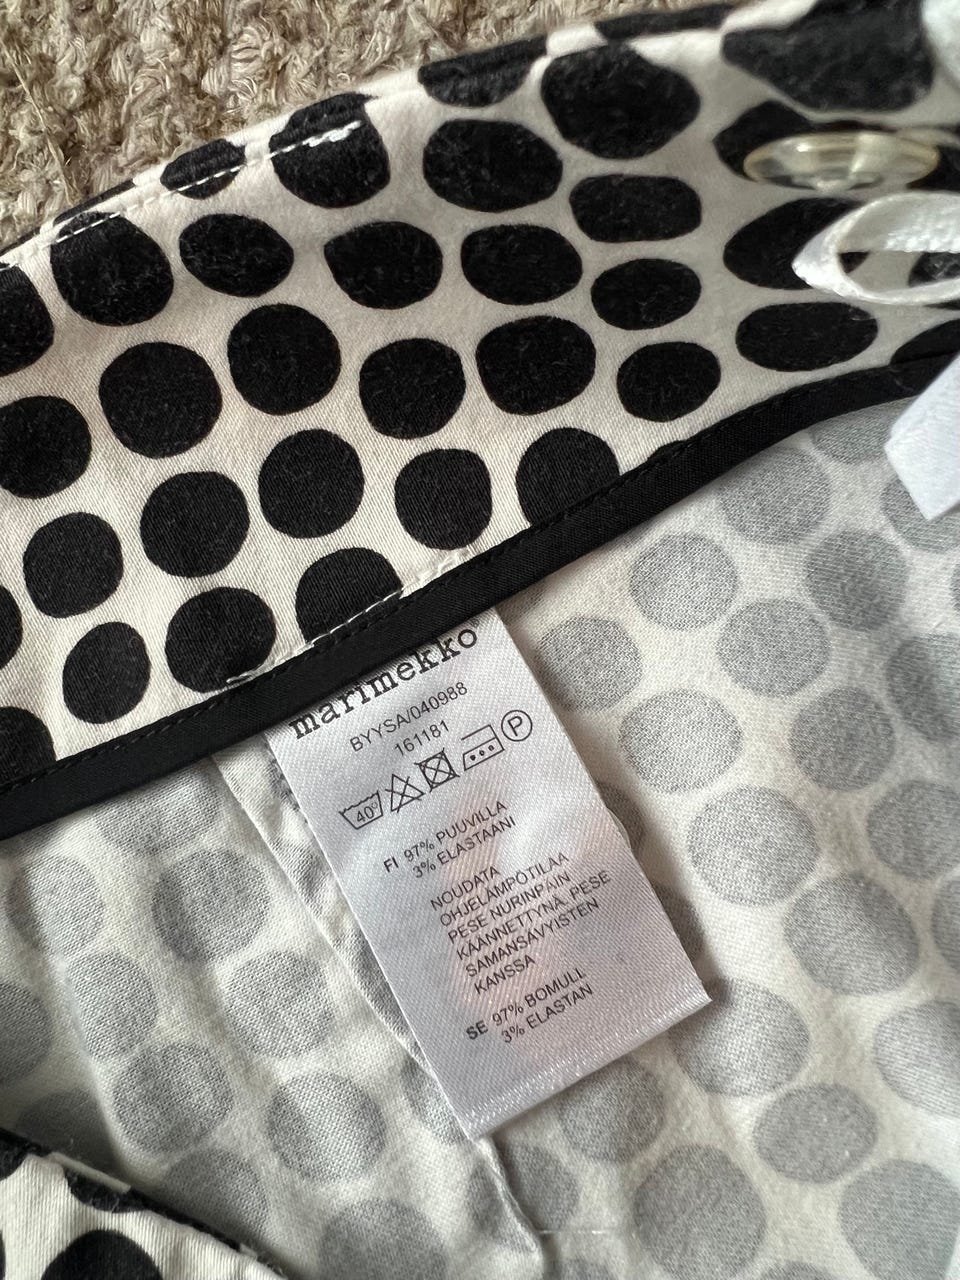 marimekko
BYYSA/040988
161181
40°
P
FI 97% PUUVILLA
3% ELASTAANI
NOUDATA
OHJELÄMPÖTILAA
PESE NURINPÄIN
KÄÄNNETTYNÄ. PESE
SAMANSÄVYISTEN
KANSSA
SE 97% BOMULL
3% ELASTAN